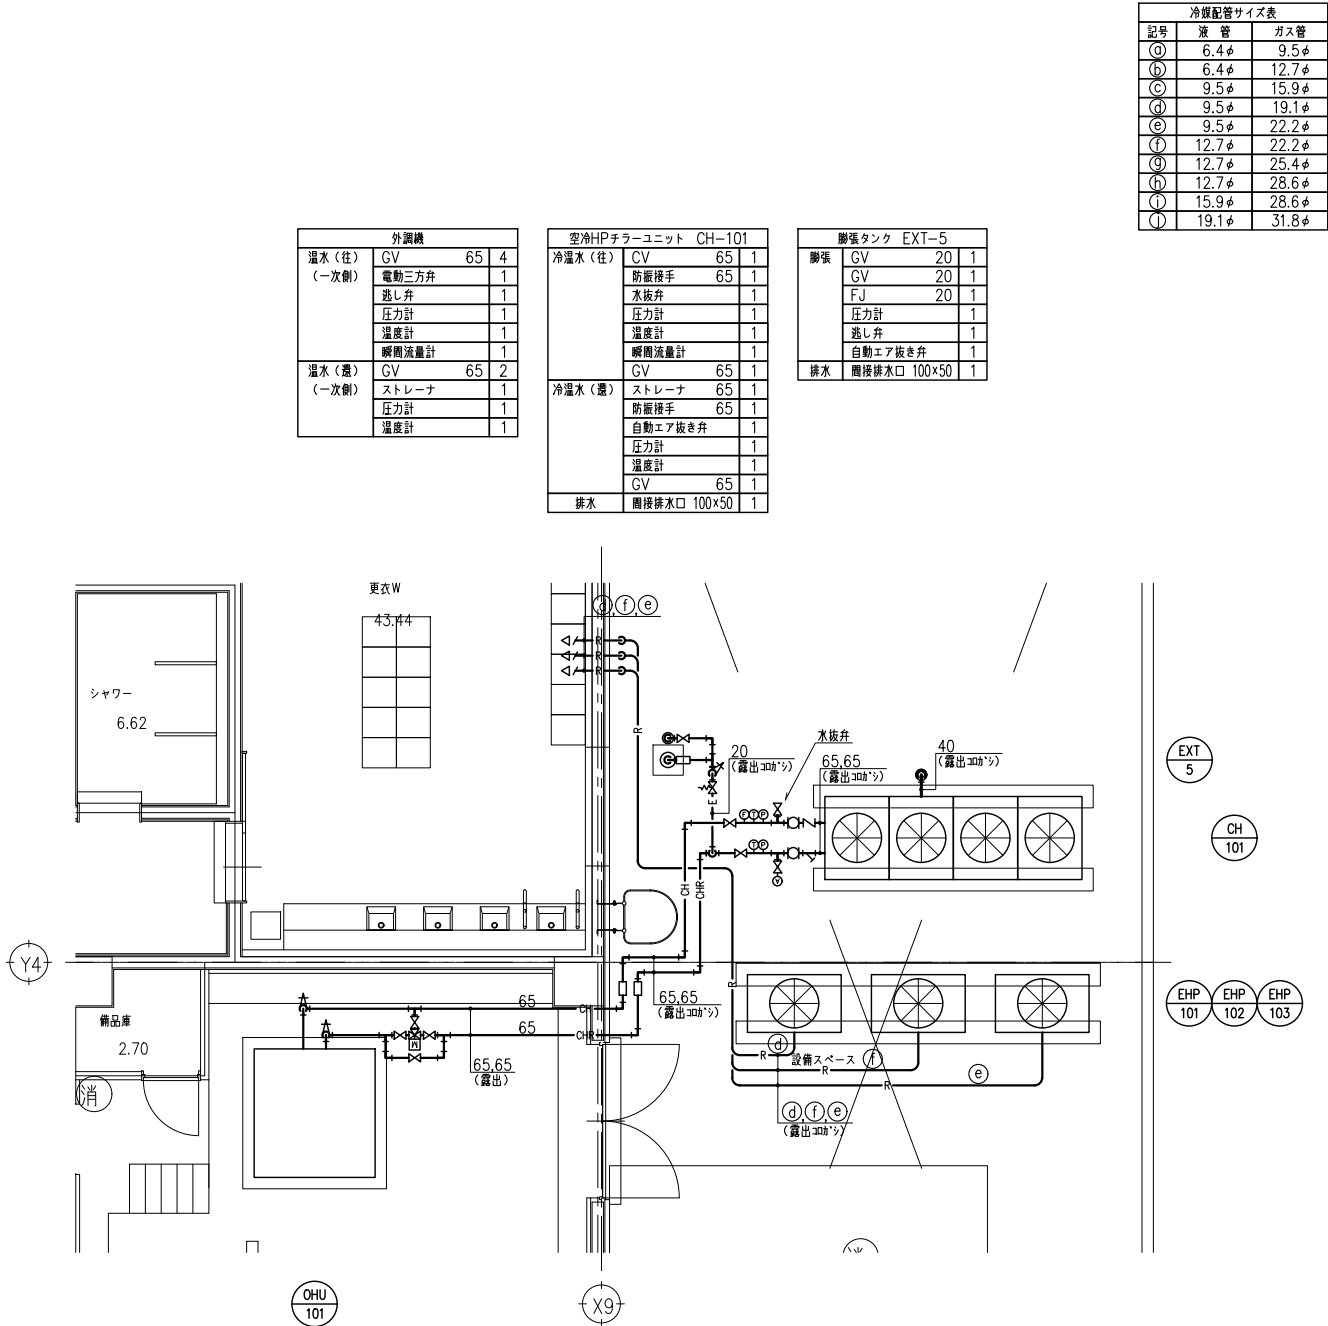 冷媒配管サイズ表
記号 液 管 ガス管
ⓐ 6.4φ 9.5φ
ⓑ 6.4φ 12.7φ
ⓒ 9.5φ 15.9φ
ⓓ 9.5φ 19.1φ
ⓔ 9.5φ 22.2φ
ⓕ 12.7φ 22.2φ
ⓖ 12.7φ 25.4φ
ⓗ 12.7φ 28.6φ
ⓘ 15.9φ 28.6φ
ⓙ 19.1φ 31.8φ
外調機
温水（往） GV 65 4
（一次側） 電動三方弁 1
逃し弁 1
圧力計 1
温度計 1
瞬間流量計 1
温水（還） GV 65 2
（一次側） ストレーナ 1
圧力計 1
温度計 1
空冷HPチラーユニット CH-101
冷温水（往） CV 65 1
防振接手 65 1
水抜弁 1
圧力計 1
温度計 1
瞬間流量計 1
GV 65 1
冷温水（還） ストレーナ 65 1
防振接手 65 1
自動エア抜き弁 1
圧力計 1
温度計 1
GV 65 1
排水 間接排水口 100×50 1
膨張タンク EXT-5
膨張 GV 20 1
GV 20 1
FJ 20 1
圧力計 1
逃し弁 1
自動エア抜き弁 1
排水 間接排水口 100×50 1
更衣W
43.44
ⓓ,ⓕ,ⓔ
R
R
R
シャワー
6.62
R
水抜弁
20
（露出コロガシ）
65,65
（露出コロガシ）
40
（露出コロガシ）
EXT
5
E
F T P
T P
V
CH
101
CH
CHR
Y4
R
65,65
（露出コロガシ）
EHP
101
EHP
102
EHP
103
65
CH
65
CHR
M
備品庫
2.70
消
65,65
（露出）
ⓓ
R
設備スペース
ⓕ
R
ⓔ
R
ⓓ,ⓕ,ⓔ
（露出コロガシ）
OHU
101
X9